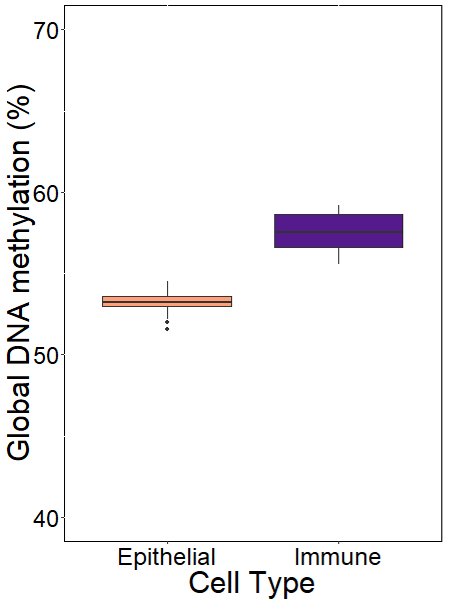 Global DNA methylation (%)
70
60
50
40
Epithelial
Immune
Cell Type